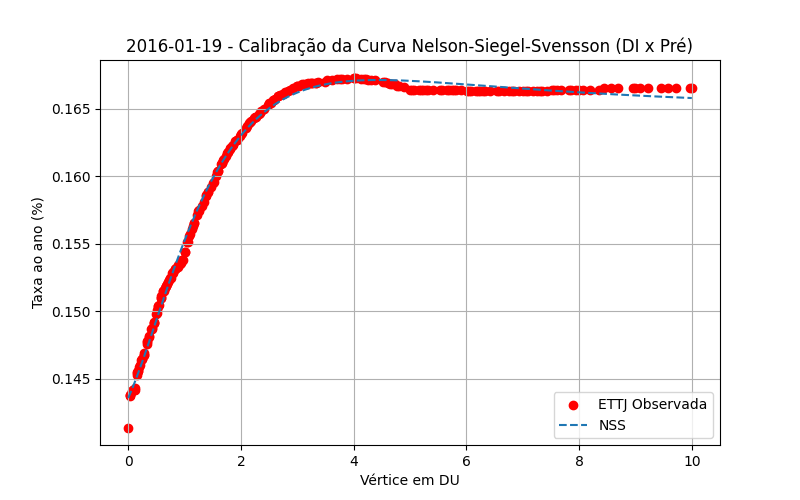 2016-01-19 - Calibração da Curva Nelson-Siegel-Svensson (DI x Pré)
Taxa ao ano (%)
0.165
0.160
0.155
0.150
0.145
ETTJ Observada
NSS
0 2 4 6 8 10
Vértice em DU